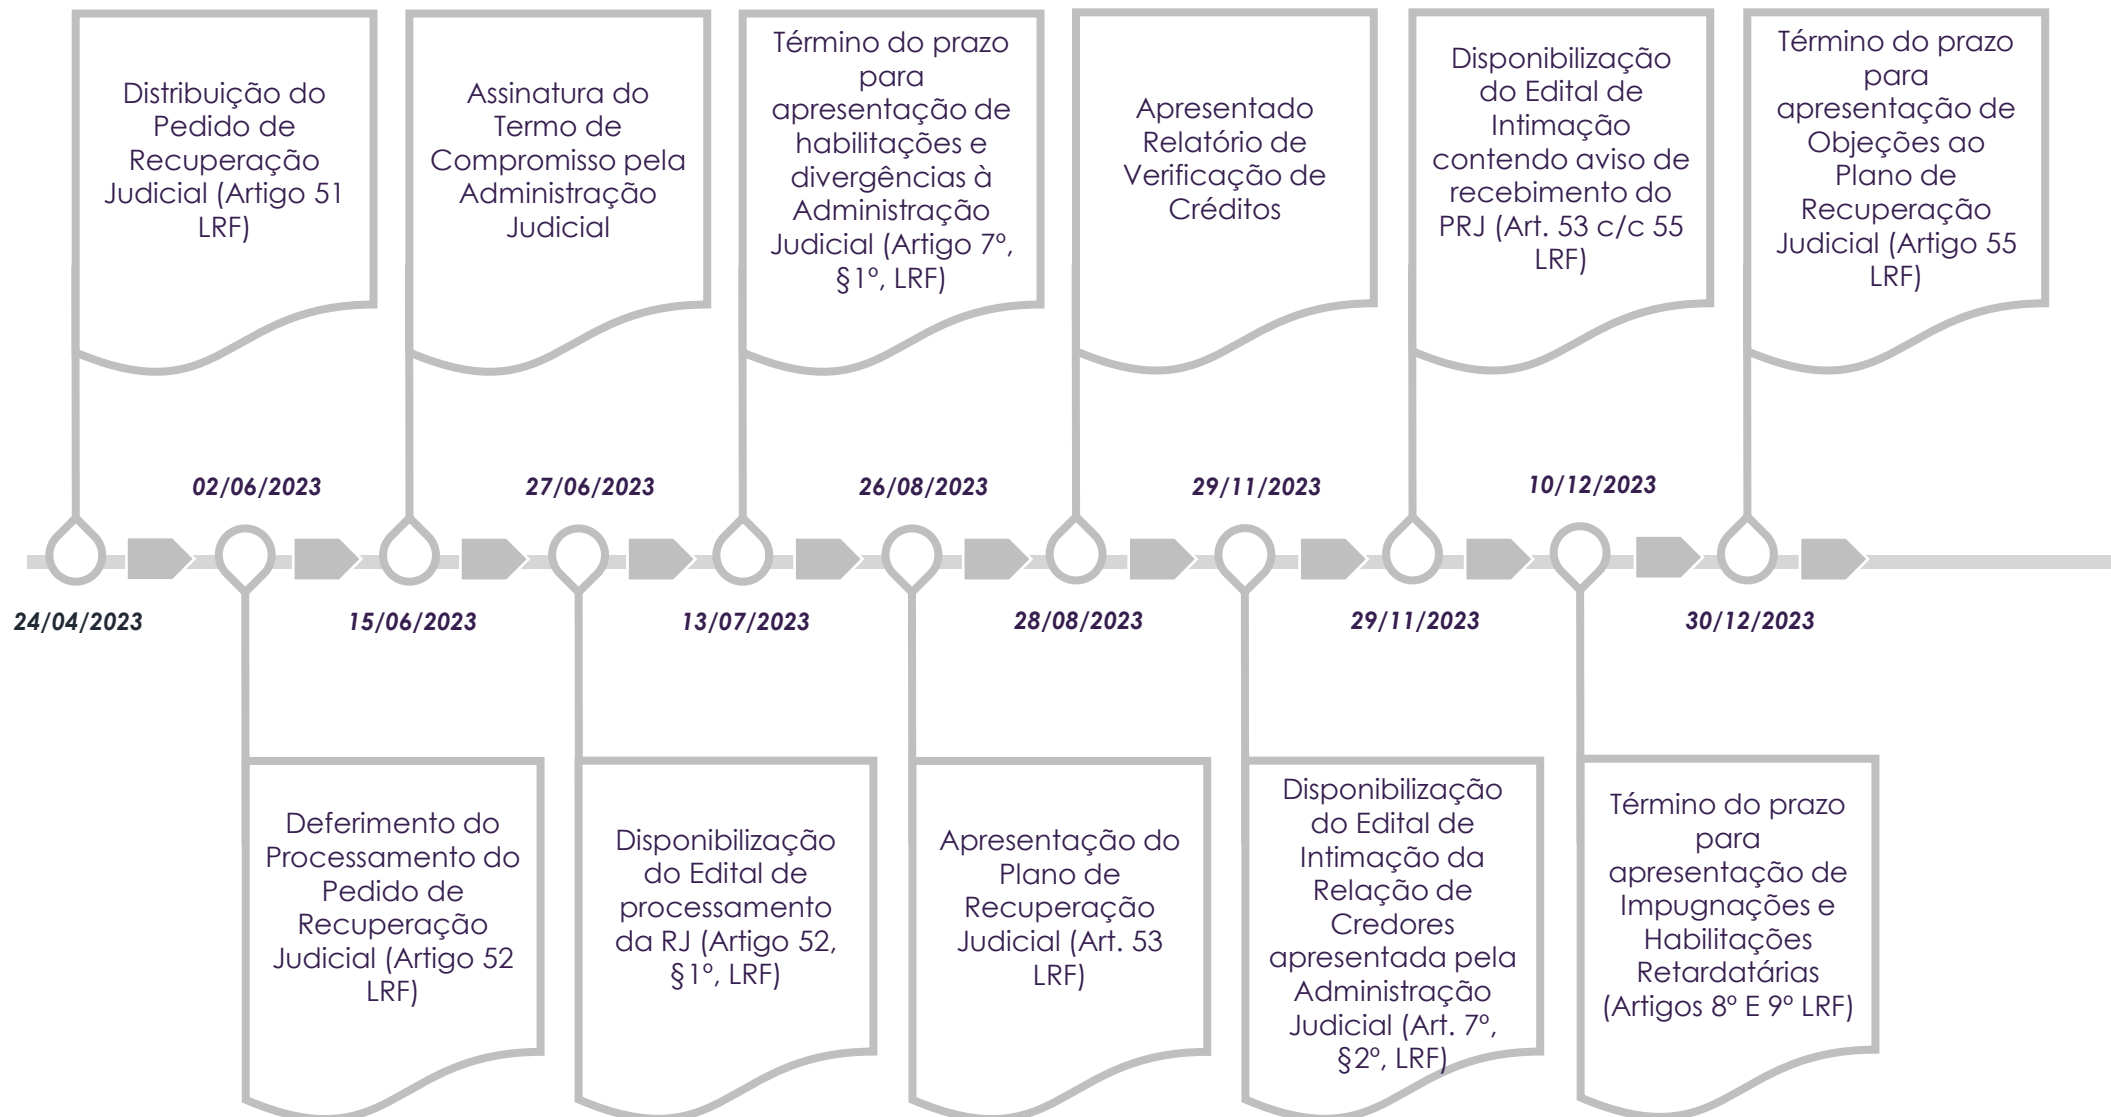 Distribuição do
Pedido de
Recuperação
Judicial (Artigo 51
LRF)
Assinatura do
Termo de
Compromisso pela
Administração
Judicial
Término do prazo
para
apresentação de
habilitações e
divergências à
Administração
Judicial (Artigo 7º,
§1º, LRF)
Apresentado
Relatório de
Verificação de
Créditos
Disponibilização
do Edital de
Intimação
contendo aviso de
recebimento do
PRJ (Art. 53 c/c 55
LRF)
Término do prazo
para
apresentação de
Objeções ao
Plano de
Recuperação
Judicial (Artigo 55
LRF)
02/06/2023
27/06/2023
26/08/2023
29/11/2023
10/12/2023
24/04/2023
15/06/2023
13/07/2023
28/08/2023
29/11/2023
30/12/2023
Deferimento do
Processamento do
Pedido de
Recuperação
Judicial (Artigo 52
LRF)
Disponibilização
do Edital de
processamento
da RJ (Artigo 52,
§1º, LRF)
Apresentação do
Plano de
Recuperação
Judicial (Art. 53
LRF)
Disponibilização
do Edital de
Intimação da
Relação de
Credores
apresentada pela
Administração
Judicial (Art. 7º,
§2º, LRF)
Término do prazo
para
apresentação de
Impugnações e
Habilitações
Retardatárias
(Artigos 8º E 9º LRF)